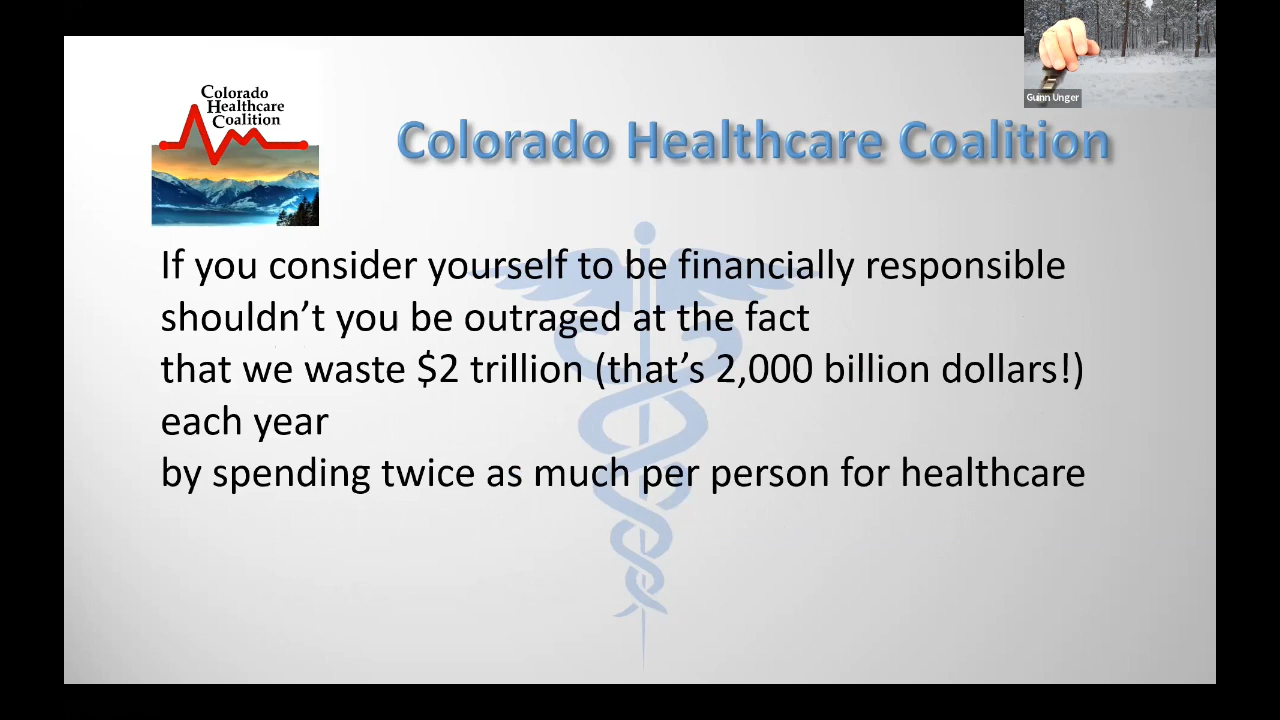 Guinn Unger
Colorado
Healthcare
Coalition
Colorado Healthcare Coalition
If you consider yourself to be financially responsible
shouldn't you be outraged at the fact
that we waste $2 trillion (that's 2,000 billion dollars!)
each year
by spending twice as much per person for healthcare